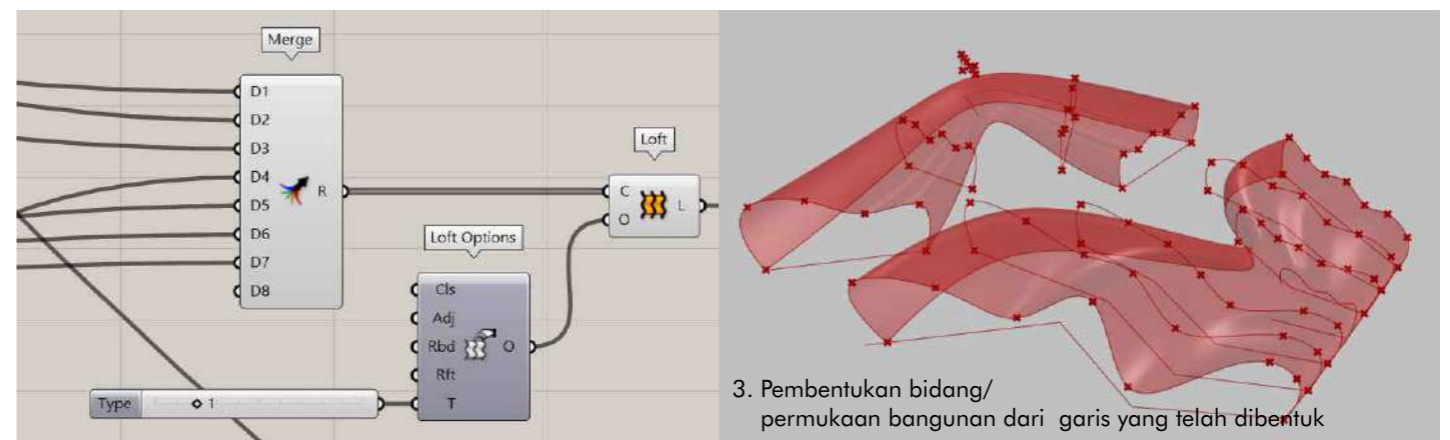 Merge
D1
D2
D3
D4
D5
D6
D7
D8
R
Loft
C
O
L
Loft Options
Cls
Adj
Rbd
Rft
T
O
Type
1
3. Pembentukan bidang/
permukaan bangunan dari garis yang telah dibentuk